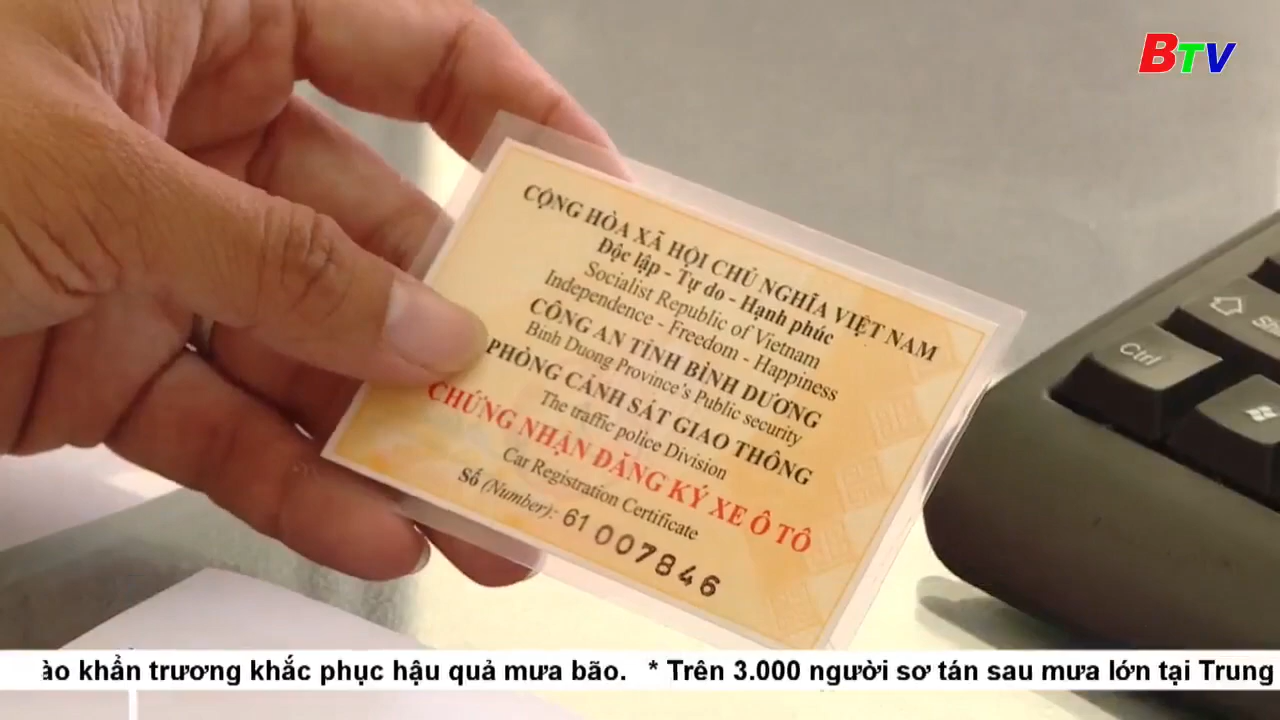 BTV
CỘNG HÒA XÃ HỘI CHỦ NGHĨA VIỆT NAM
Độc lập - Tự do - Hạnh phúc
Socialist Republic of Vietnam
Independence - Freedom - Happiness
CÔNG AN TỈNH BÌNH DƯƠNG
Binh Duong Province's Public security
PHÒNG CẢNH SÁT GIAO THÔNG
The traffic police Division
CHỨNG NHẬN ĐĂNG KÝ XE Ô TÔ
Car Registration Certificate
Số (Number): 61 007846
Ctrl
khẩn trương khắc phục hậu quả mưa bão. * Trên 3.000 người sơ tán sau mưa lớn tại Trung